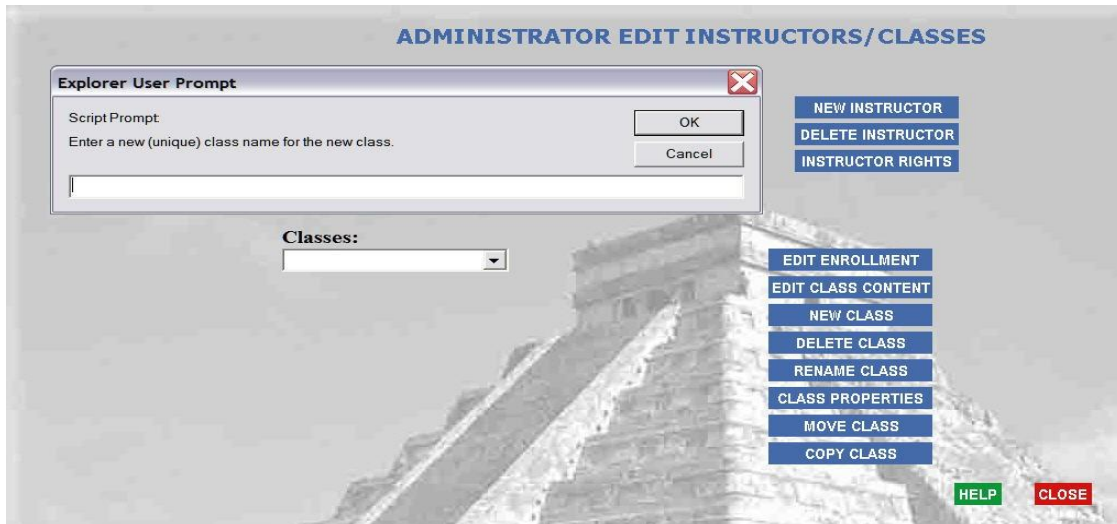 ADMINISTRATOR EDIT INSTRUCTORS/CLASSES
Explorer User Prompt
Script Prompt:
Enter a new (unique) class name for the new class.
OK
Cancel
NEW INSTRUCTOR
DELETE INSTRUCTOR
INSTRUCTOR RIGHTS
Classes:
EDIT ENROLLMENT
EDIT CLASS CONTENT
NEW CLASS
DELETE CLASS
RENAME CLASS
CLASS PROPERTIES
MOVE CLASS
COPY CLASS
HELP
CLOSE